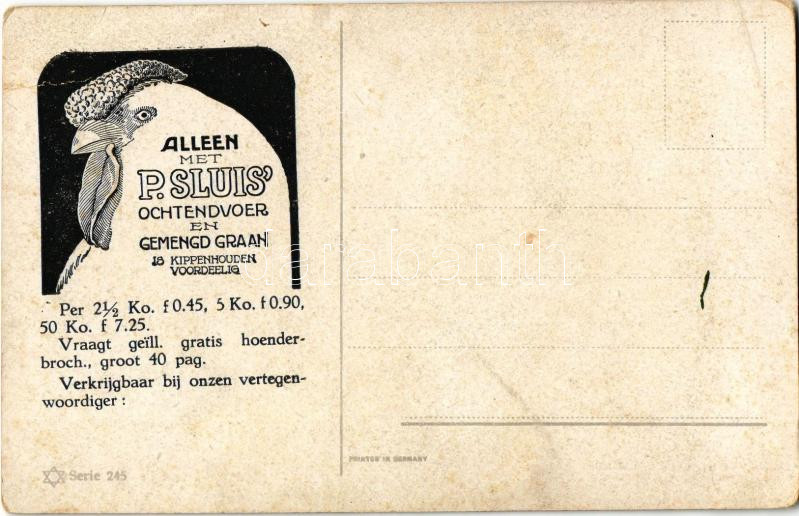 ALLEEN
MET
P. SLUIS'
OCHTENDVOER
EN
GEMENGD GRAAN
IS KIPPENHOUDEN
VOORDEELIG
Per 2½ Ko. f 0.45, 5 Ko. f 0.90,
50 Ko. f 7.25.
Vraagt geïll. gratis hoender-
broch., groot 40 pag.
Verkrijgbaar bij onzen vertegen-
woordiger :
Serie 245
PRINTED IN GERMANY
darabanth